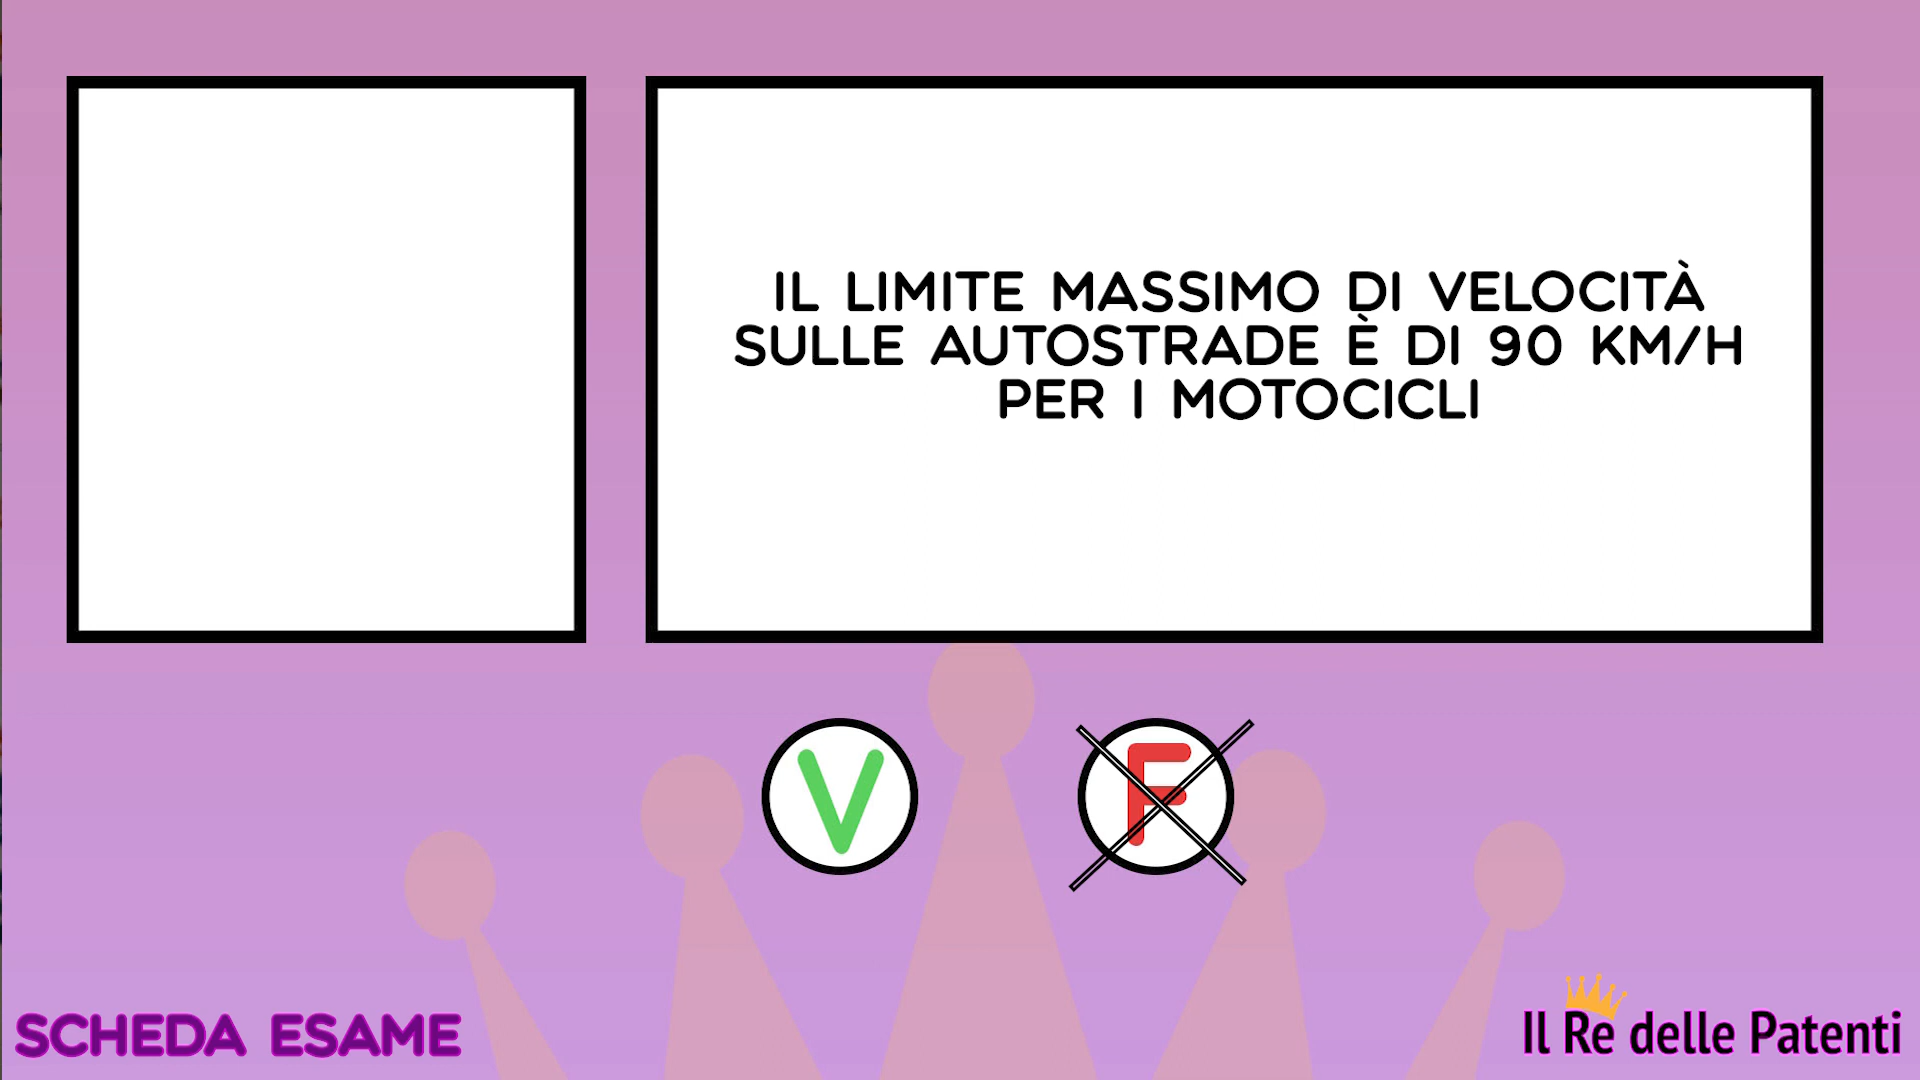 IL LIMITE MASSIMO DI VELOCITÀ
SULLE AUTOSTRADE È DI 90 KM/H
PER I MOTOCICLI
V
F
SCHEDA ESAME
Il Re delle Patenti